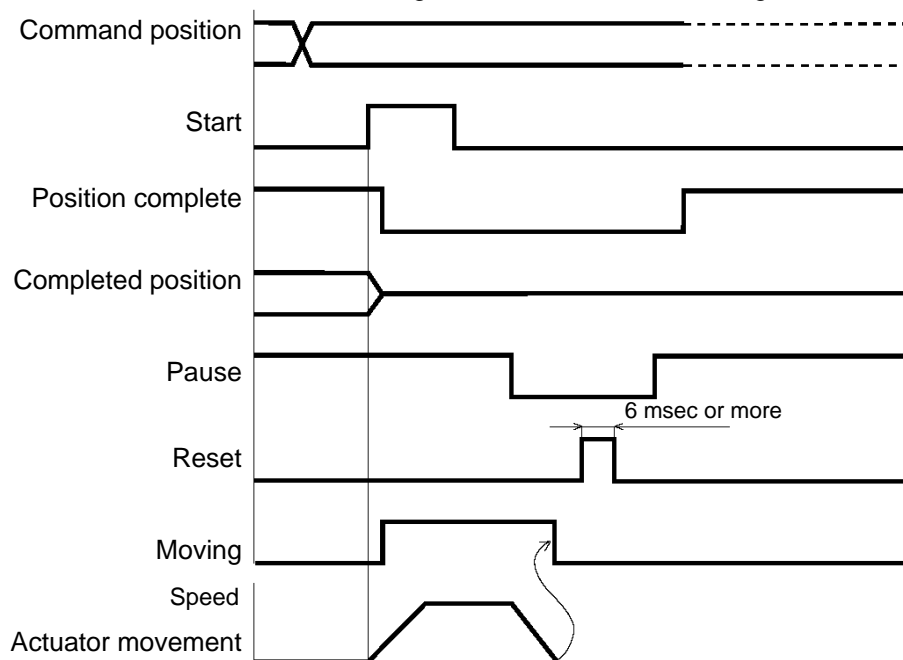 Command position
Start
Position complete
Completed position
Pause
6 msec or more
Reset
Moving
Speed
Actuator movement